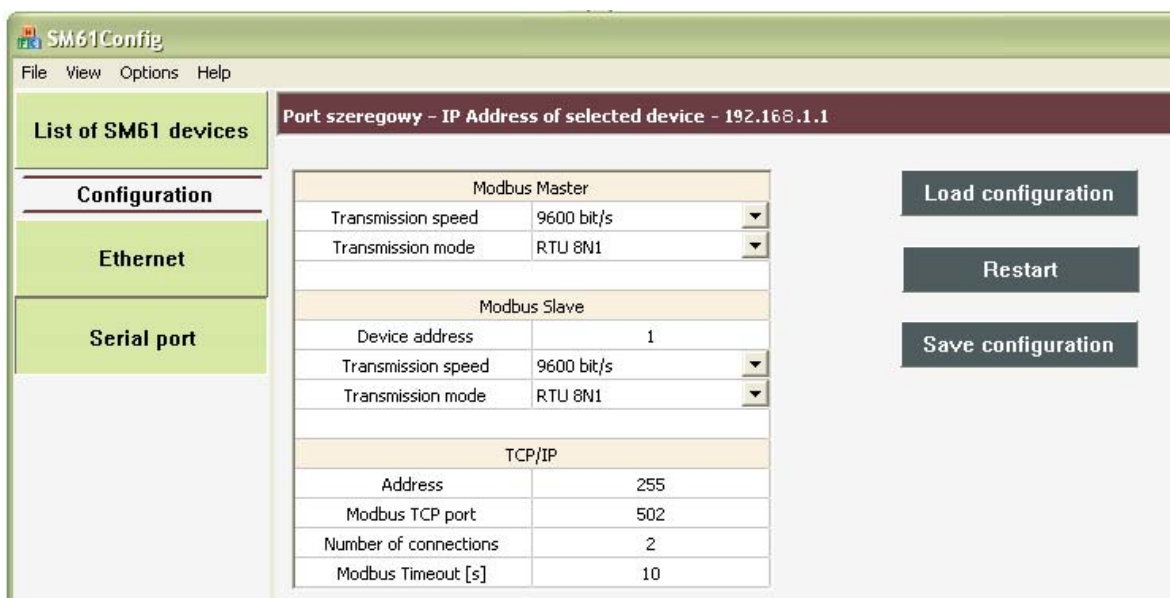 SM61Config
File View Options Help
List of SM61 devices
Configuration
Ethernet
Serial port
Port szeregowy - IP Address of selected device - 192.168.1.1
Modbus Master
Transmission speed 9600 bit/s
Transmission mode RTU 8N1
Modbus Slave
Device address 1
Transmission speed 9600 bit/s
Transmission mode RTU 8N1
TCP/IP
Address 255
Modbus TCP port 502
Number of connections 2
Modbus Timeout [s] 10
Load configuration
Restart
Save configuration